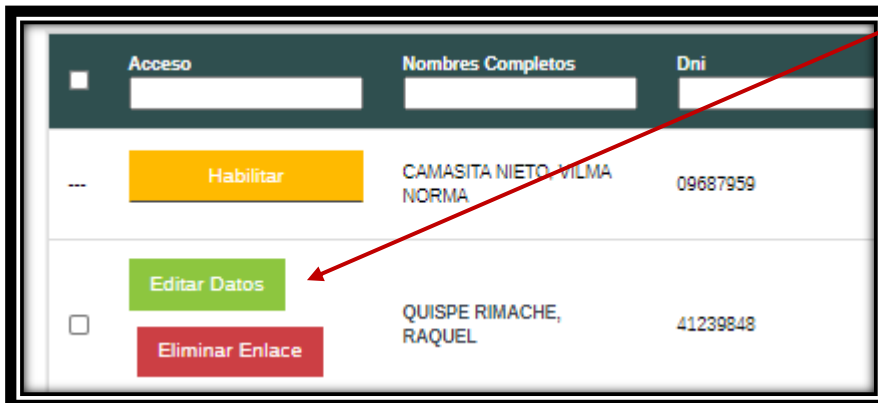 Acceso Nombres Completos Dni
--- Habilitar CAMASITA NIETO, VILMA NORMA 09687959
Editar Datos
Eliminar Enlace
QUISPE RIMACHE, RAQUEL 41239848